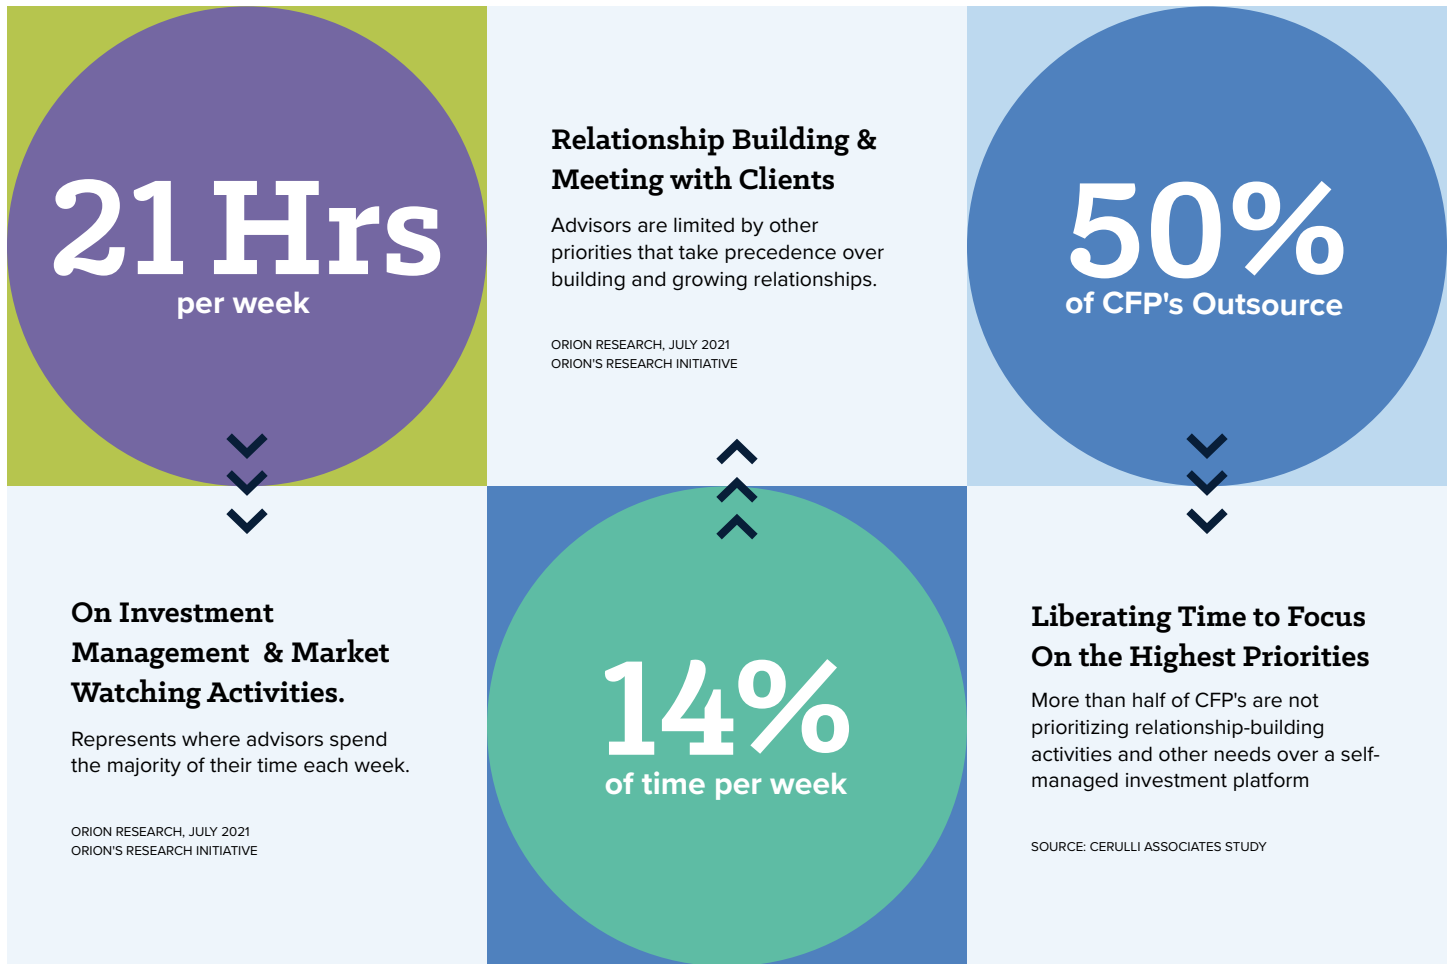 21 Hrs
per week
On Investment
Management & Market
Watching Activities.
Represents where advisors spend
the majority of their time each week.
ORION RESEARCH, JULY 2021
ORION'S RESEARCH INITIATIVE
Relationship Building &
Meeting with Clients
Advisors are limited by other
priorities that take precedence over
building and growing relationships.
ORION RESEARCH, JULY 2021
ORION'S RESEARCH INITIATIVE
14%
of time per week
50%
of CFP's Outsource
Liberating Time to Focus
On the Highest Priorities
More than half of CFP's are not
prioritizing relationship-building
activities and other needs over a self-
managed investment platform
SOURCE: CERULLI ASSOCIATES STUDY